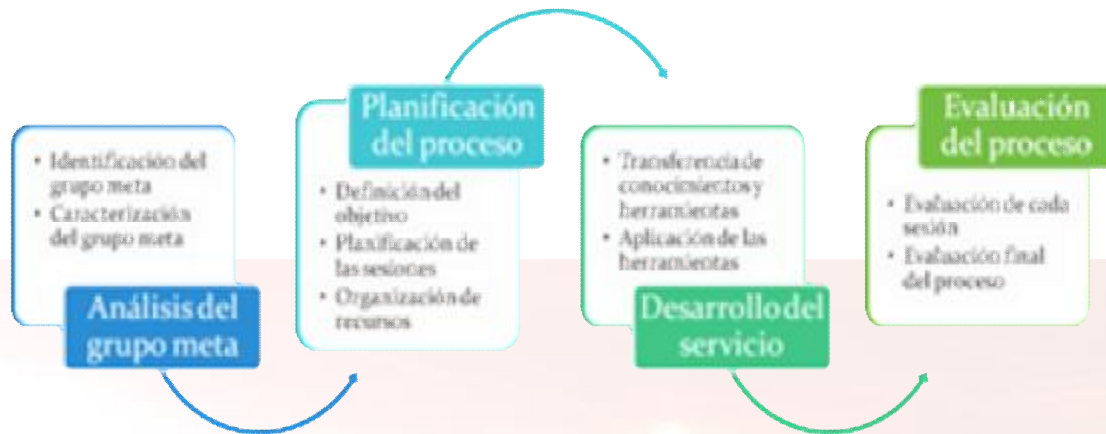 • Identificación del
grupo meta
• Caracterización
del grupo meta
Análisis del
grupo meta
Planificación
del proceso
• Definición del
objetivo
• Planificación de
las sesiones
• Organización de
recursos
• Transferencia de
conocimientos y
herramientas
• Aplicación de las
herramientas
Desarrollo del
servicio
Evaluación
del proceso
• Evaluación de cada
sesión
• Evaluación final
del proceso